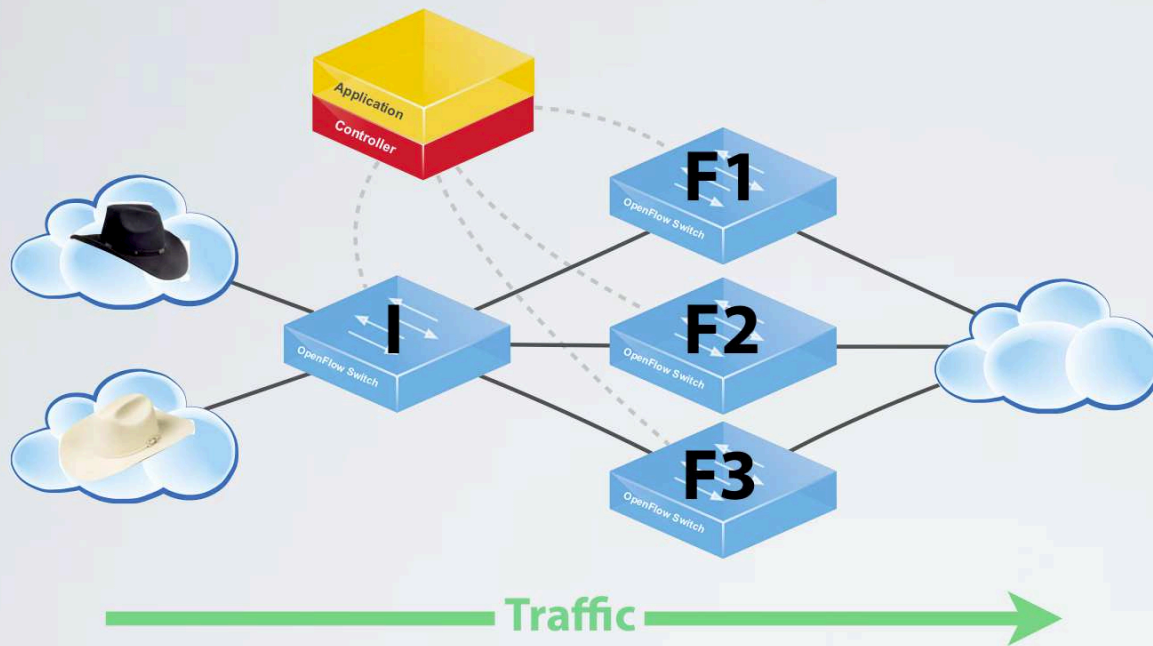 Application
Controller
F1
OpenFlow Switch
I
OpenFlow Switch
F2
OpenFlow Switch
F3
OpenFlow Switch
Traffic